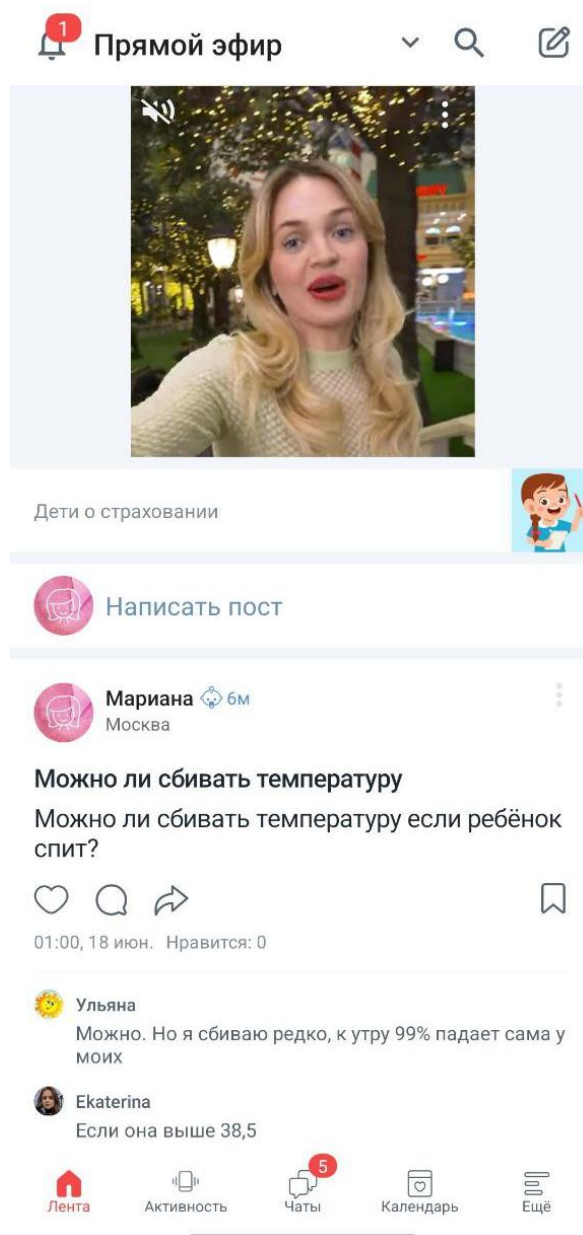 1
Прямой эфир
Дети о страховании
Написать пост
Мариана 6м
Москва
Можно ли сбивать температуру
Можно ли сбивать температуру если ребёнок
спит?
01:00, 18 июн. Нравится: 0
Ульяна
Можно. Но я сбиваю редко, к утру 99% падает сама у
моих
Ekaterina
Если она выше 38,5
5
Лента
Активность
Чаты
Календарь
Ещё